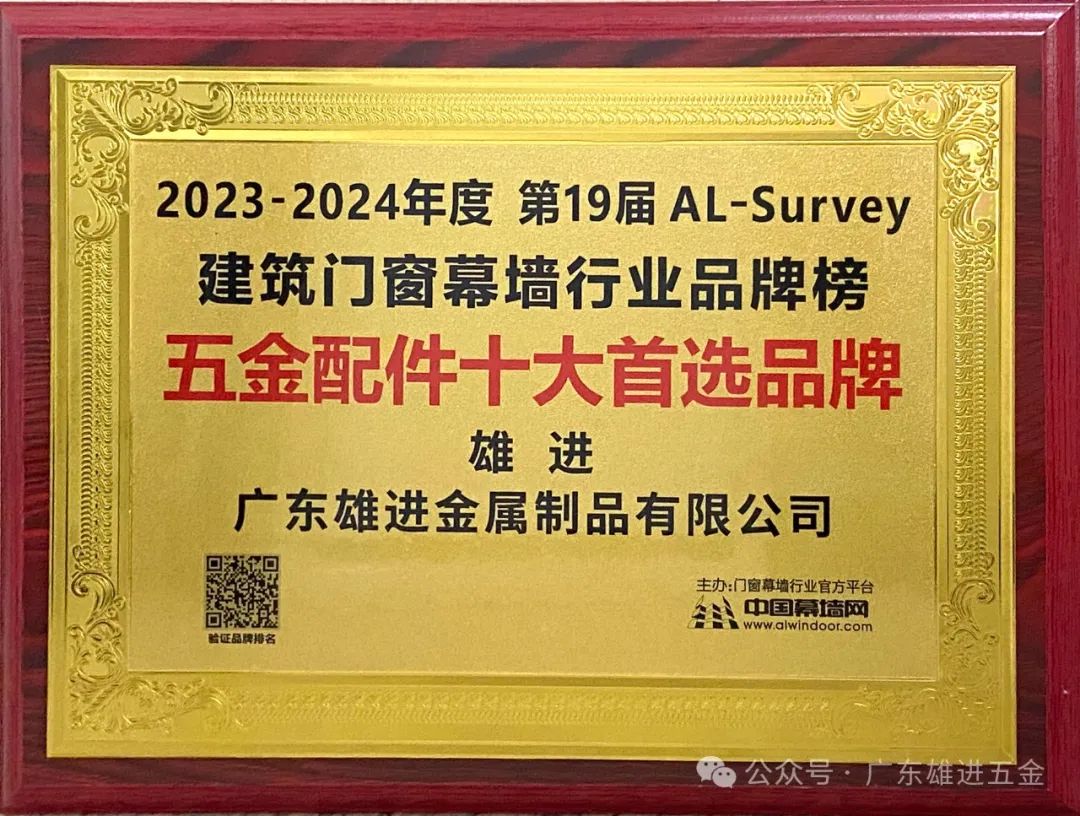 2023-2024年度 第19届 AL-Survey
建筑门窗幕墙行业品牌榜
五金配件十大首选品牌
雄 进
广东雄进金属制品有限公司
验证品牌排名
主办:门窗幕墙行业官方平台
中国幕墙网
www.alwindoor.com
公众号·广东雄进五金